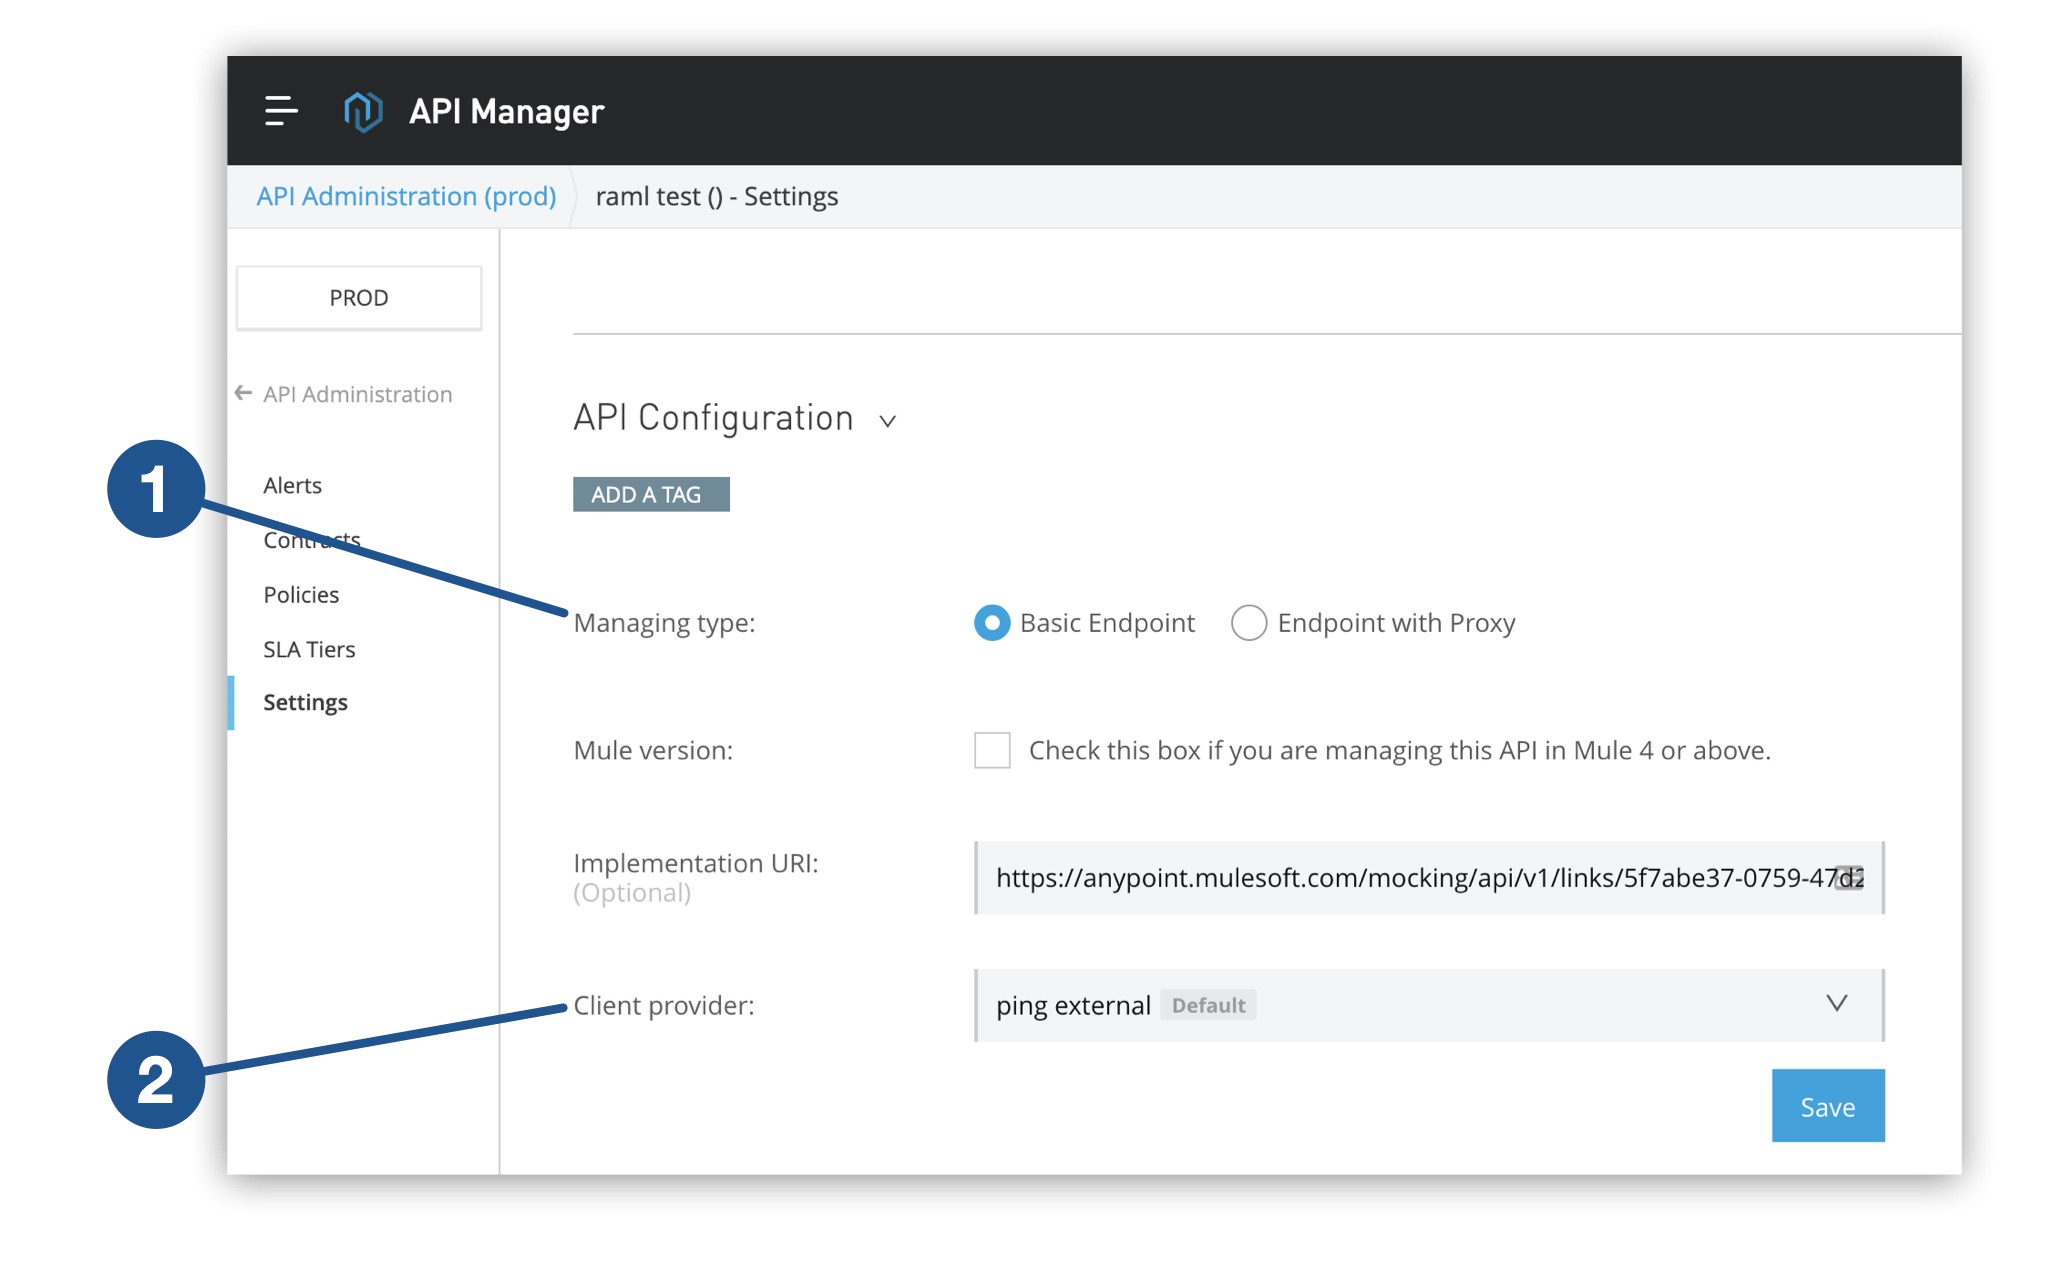 API Manager
API Administration (prod)
raml test () - Settings
PROD
API Administration
Alerts
Contracts
Policies
SLA Tiers
Settings
1
2
API Configuration
ADD A TAG
Managing type:
Basic Endpoint
Endpoint with Proxy
Mule version:
Check this box if you are managing this API in Mule 4 or above.
Implementation URI:
(Optional)
https://anypoint.mulesoft.com/mocking/api/v1/links/5f7abe37-0759-47d2
Client provider:
ping external Default
Save